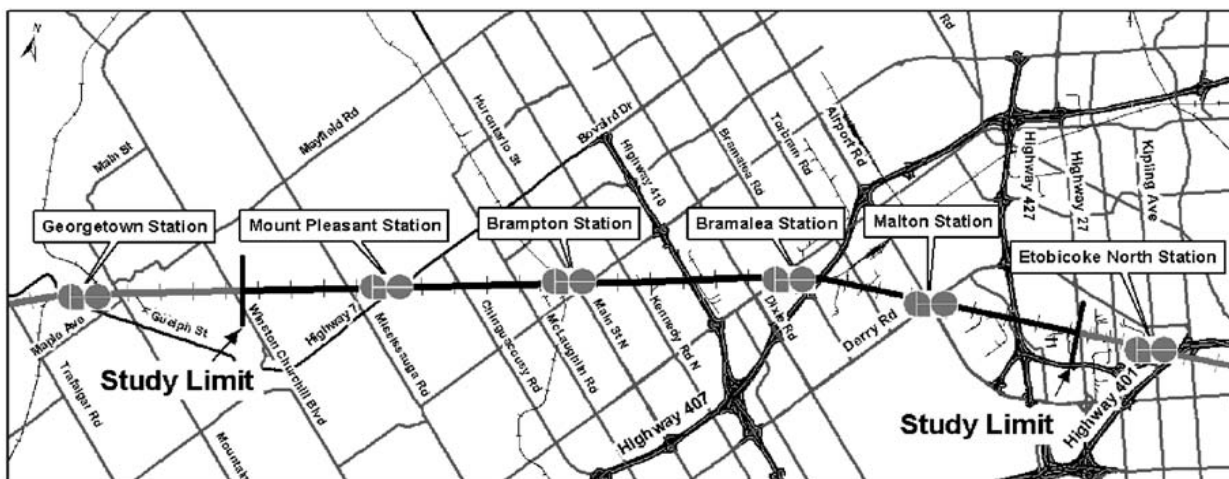 N
Main St
Mayfield Rd
Hurontario St
Bovaird Dr
Highway 410
Bramalea Rd
Torbram Rd
Airport Rd
Rd
Highway 427
Highway 27
Kipling Ave
Georgetown Station
Mount Pleasant Station
Brampton Station
Bramalea Station
Malton Station
Etobicoke North Station
Maple Ave
Guelph St
Trafalgar Rd
Study Limit
Mountain
Winston Churchill Blvd
Highway 7
Mississauga Rd
Chinguacousy Rd
McLaughlin Rd
Main St N
Kennedy Rd N
Dixie Rd
Highway 407
Derry Rd
Study Limit
Highway 401